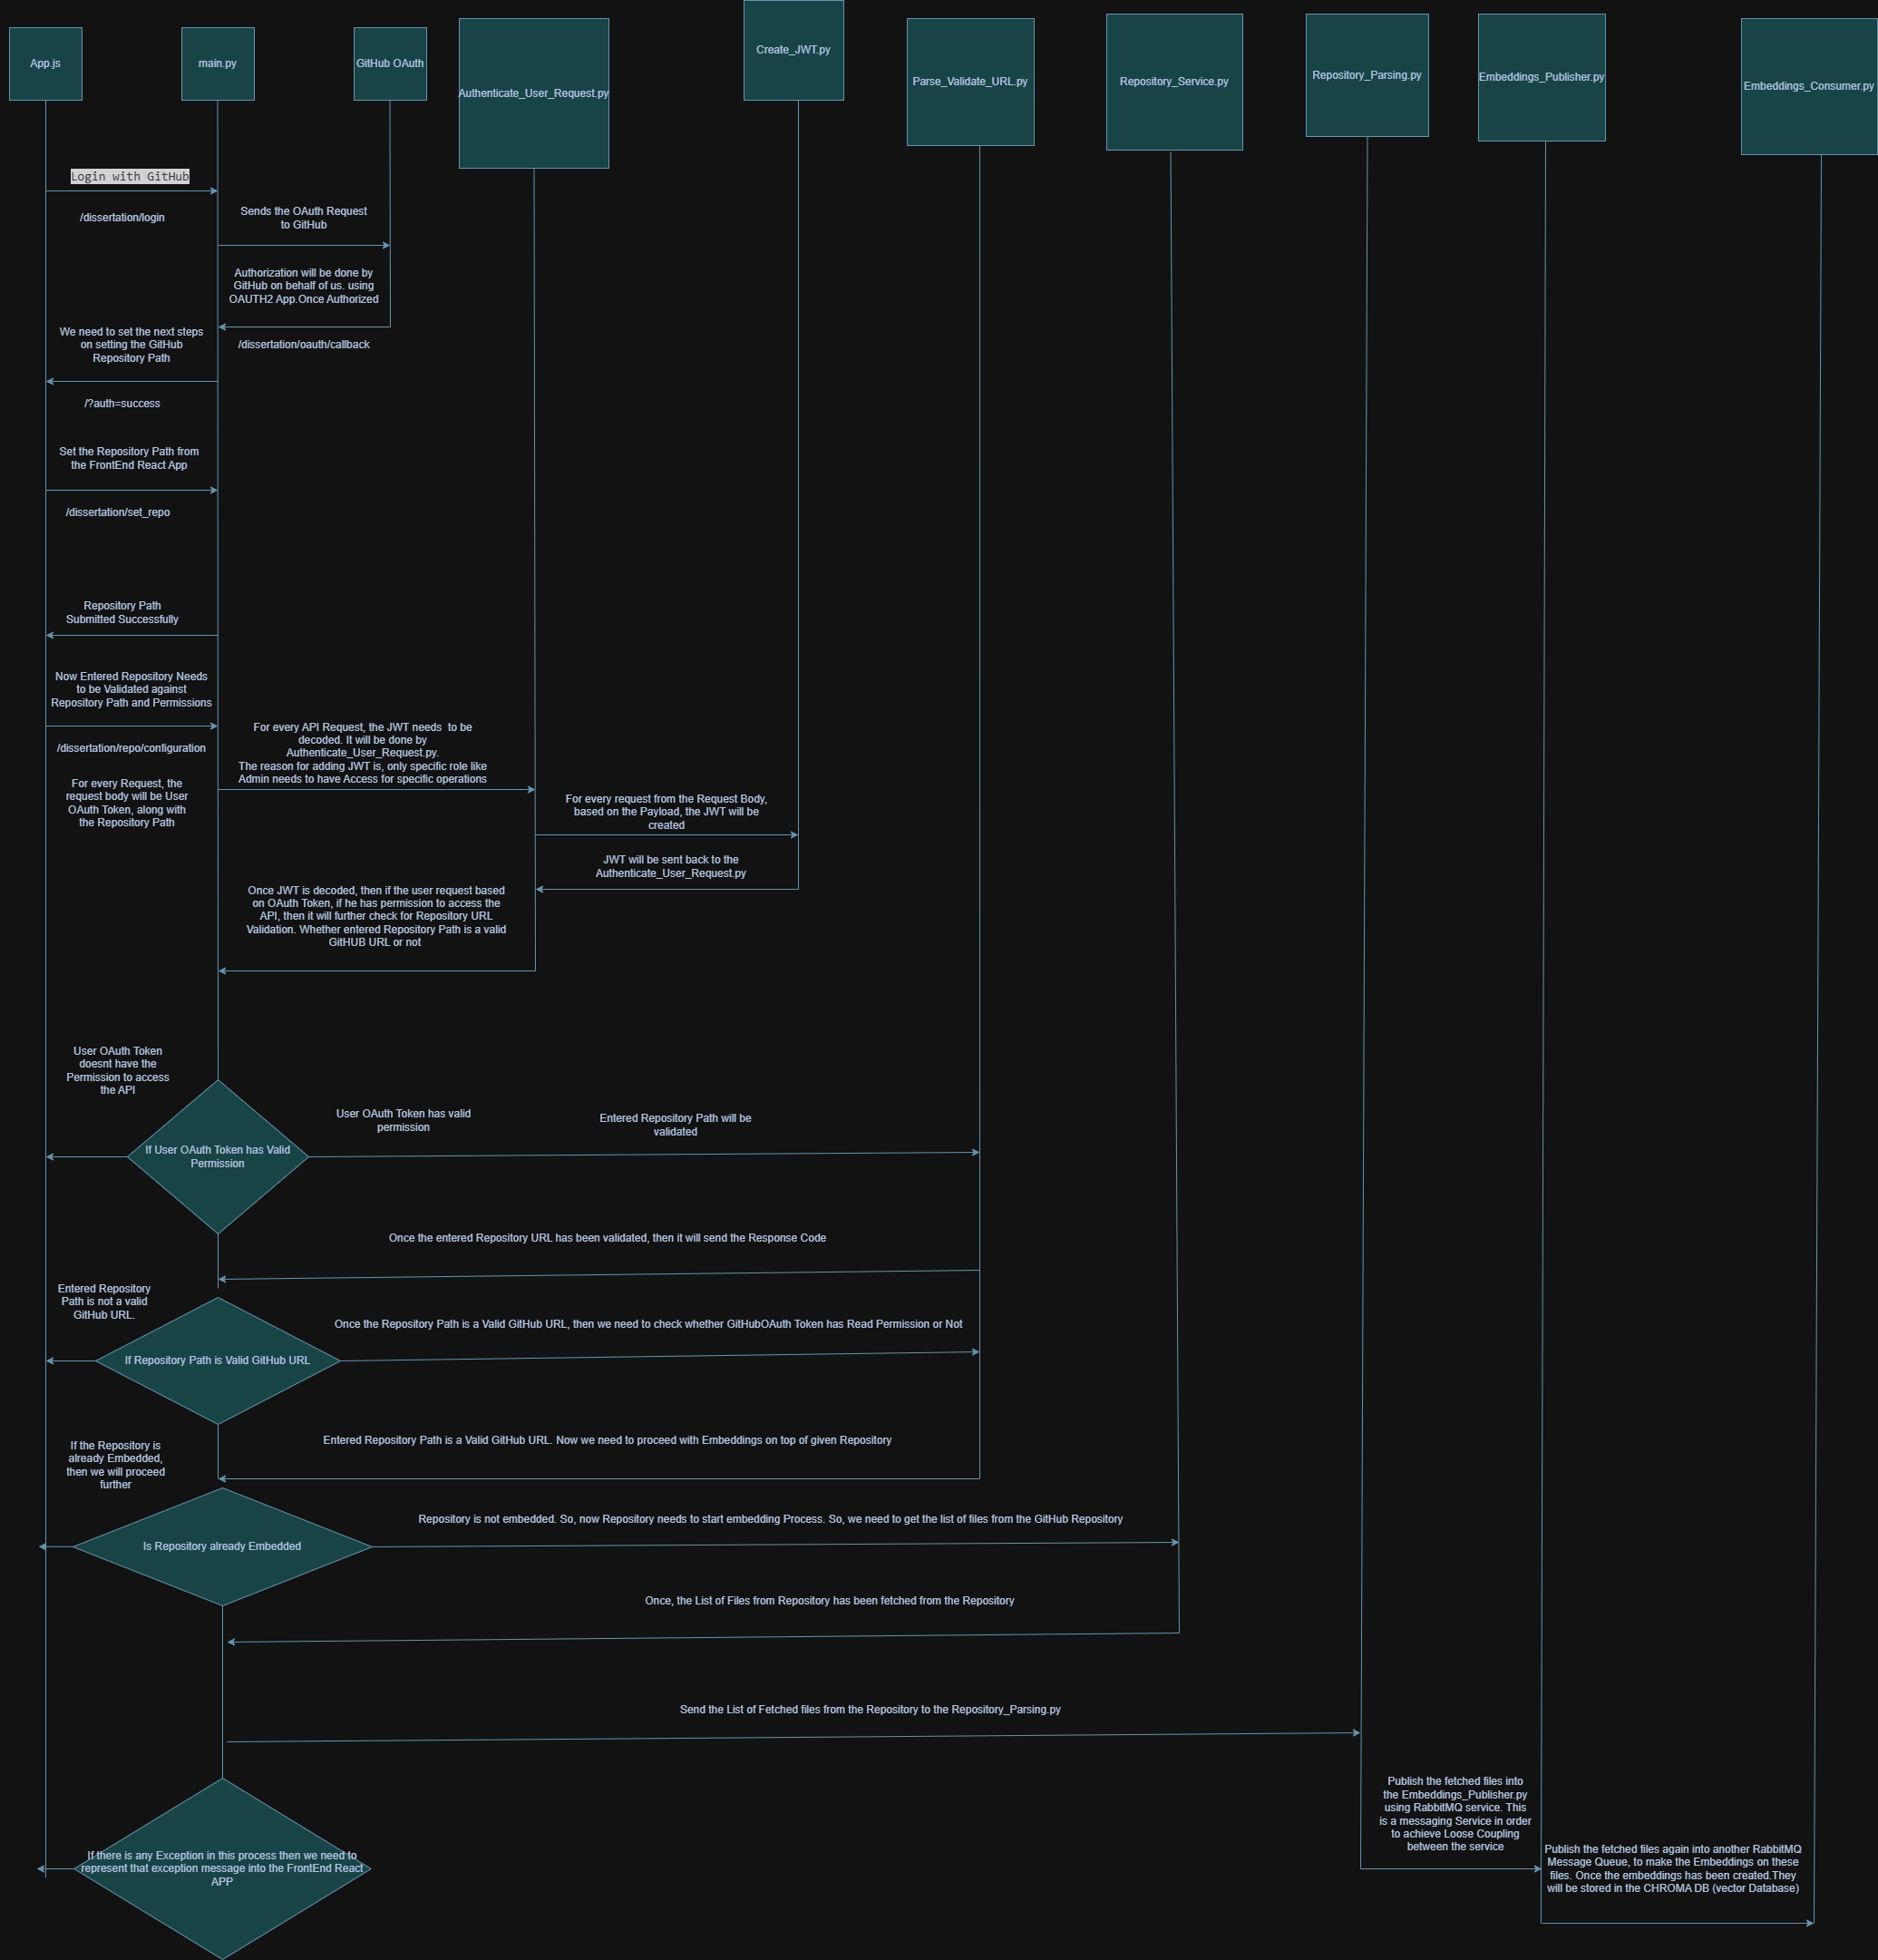 App.js
main.py
GitHub OAuth
Authenticate_User_Request.py
Create_JWT.py
Parse_Validate_URL.py
Repository_Service.py
Repository_Parsing.py
Embeddings_Publisher.py
Embeddings_Consumer.py
Login with GitHub
/dissertation/login
Sends the OAuth Request
to GitHub
Authorization will be done by
GitHub on behalf of us. using
OAUTH2 App.Once Authorized
/dissertation/oauth/callback
We need to set the next steps
on setting the GitHub
Repository Path
/?auth=success
Set the Repository Path from
the FrontEnd React App
/dissertation/set_repo
Repository Path
Submitted Successfully
Now Entered Repository Needs
to be Validated against
Repository Path and Permissions
/dissertation/repo/configuration
For every Request, the
request body will be User
OAuth Token, along with
the Repository Path
For every API Request, the JWT needs  to be
decoded. It will be done by
Authenticate_User_Request.py.
The reason for adding JWT is, only specific role like
Admin needs to have Access for specific operations
For every request from the Request Body,
based on the Payload, the JWT will be
created
JWT will be sent back to the
Authenticate_User_Request.py
Once JWT is decoded, then if the user request based
on OAuth Token, if he has permission to access the
API, then it will further check for Repository URL
Validation. Whether entered Repository Path is a valid
GitHUB URL or not
User OAuth Token
doesnt have the
Permission to access
the API
If User OAuth Token has Valid
Permission
User OAuth Token has valid
permission
Entered Repository Path will be
validated
Once the entered Repository URL has been validated, then it will send the Response Code
Entered Repository
Path is not a valid
GitHub URL.
If Repository Path is Valid GitHub URL
Once the Repository Path is a Valid GitHub URL, then we need to check whether GitHubOAuth Token has Read Permission or Not
Entered Repository Path is a Valid GitHub URL. Now we need to proceed with Embeddings on top of given Repository
If the Repository is
already Embedded,
then we will proceed
further
Is Repository already Embedded
Repository is not embedded. So, now Repository needs to start embedding Process. So, we need to get the list of files from the GitHub Repository
Once, the List of Files from Repository has been fetched from the Repository
Send the List of Fetched files from the Repository to the Repository_Parsing.py
Publish the fetched files into
the Embeddings_Publisher.py
using RabbitMQ service. This
is a messaging Service in order
to achieve Loose Coupling
between the service
Publish the fetched files again into another RabbitMQ
Message Queue, to make the Embeddings on these
files. Once the embeddings has been created.They
will be stored in the CHROMA DB (vector Database)
If there is any Exception in this process then we need to
represent that exception message into the FrontEnd React
APP